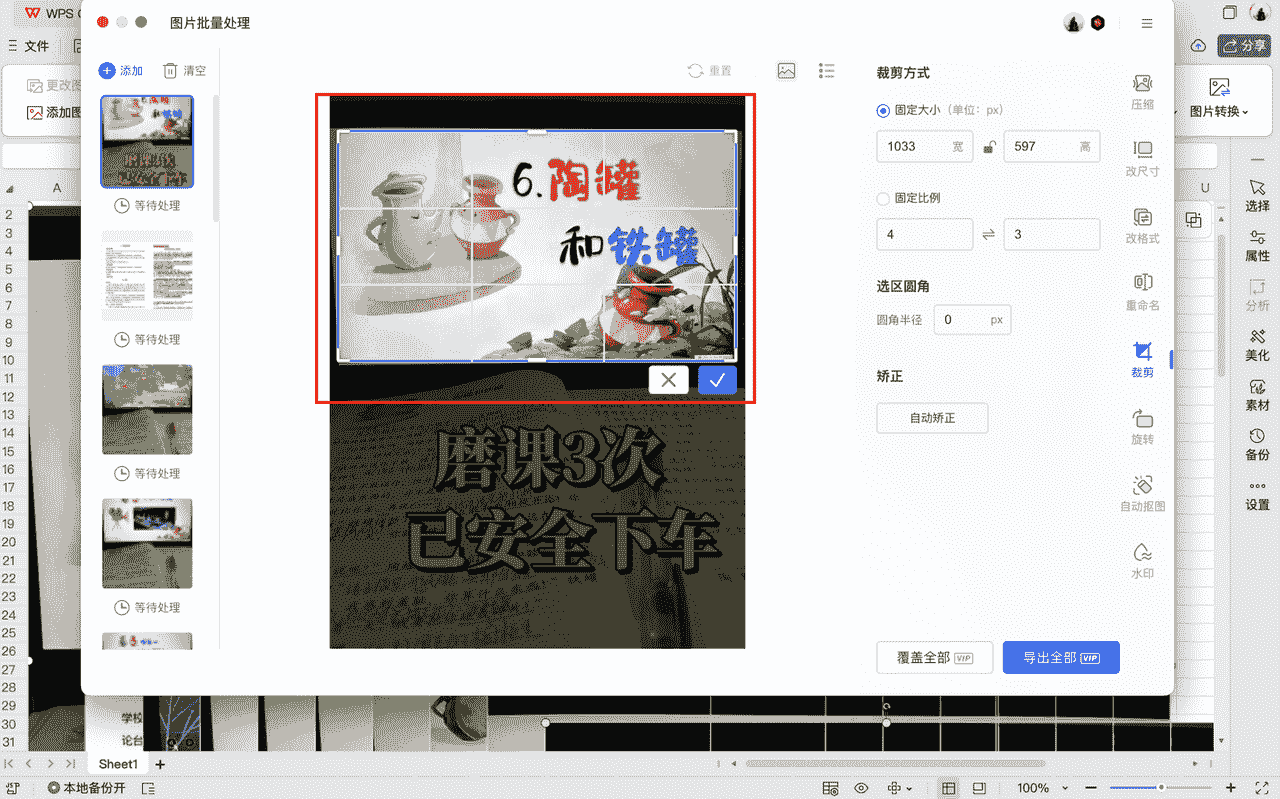 WPS
图片批量处理
文件
分享
添加
清空
重置
更改图
添加图
图片转换
等待处理
等待处理
等待处理
等待处理
6.陶罐
和铁罐
磨课3次
已安全下车
裁剪方式
固定大小（单位：px）
1033 宽
597 高
固定比例
4
3
选区圆角
圆角半径 0 px
矫正
自动矫正
覆盖全部 VIP
导出全部 VIP
压缩
改尺寸
改格式
重命名
裁剪
旋转
自动抠图
水印
选择
属性
分析
美化
素材
备份
设置
A
U
2
3
4
5
6
7
8
9
10
11
12
13
14
15
16
17
18
19
20
21
22
23
24
25
26
27
28
29
30
31
学校
论台
Sheet1
本地备份开
100%